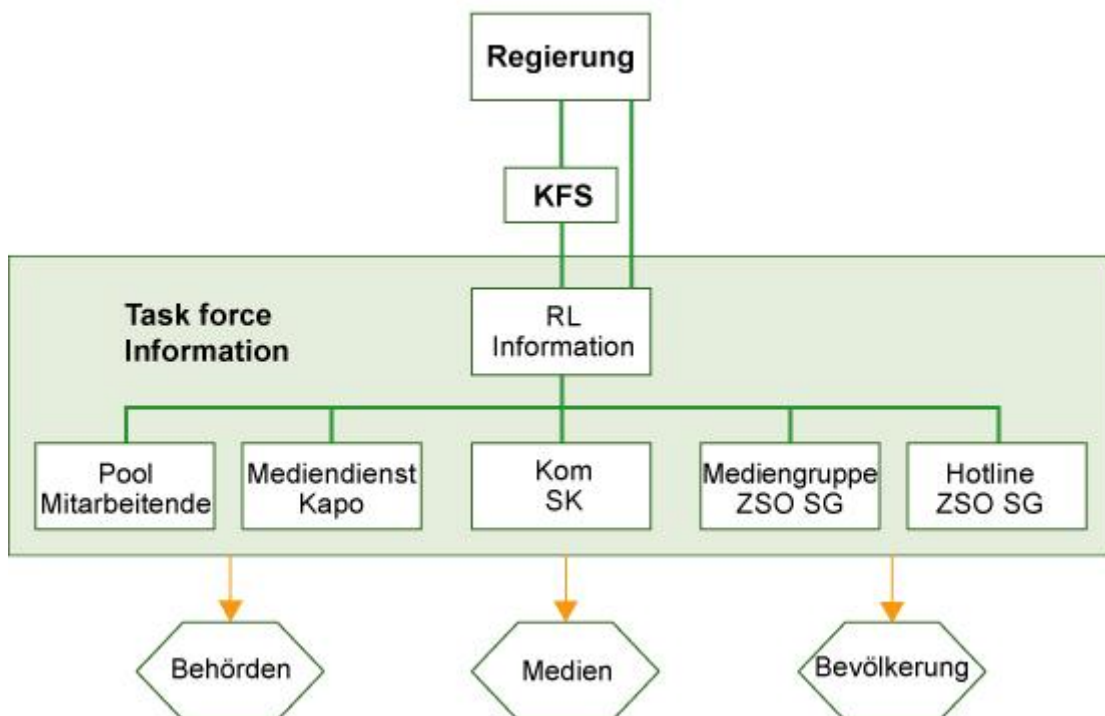 Regierung
KFS
Task force
Information
RL
Information
Pool
Mitarbeitende
Mediendienst
Kapo
Kom
SK
Mediengruppe
ZSO SG
Hotline
ZSO SG
Behörden
Medien
Bevölkerung